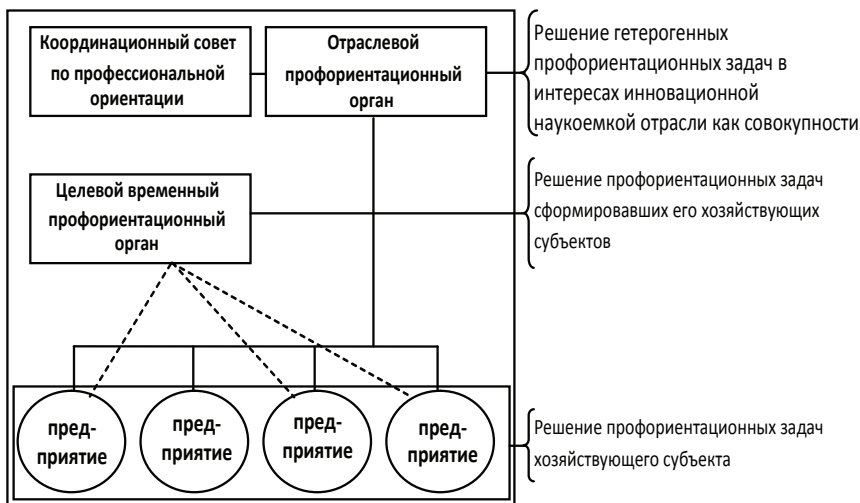 Координационный совет
по профессиональной
ориентации
Отраслевой
профориентационный
орган
Решение гетерогенных
профориентационных задач в
интересах инновационной
наукоемкой отрасли как совокупности
Целевой временный
профориентационный
орган
Решение профориентационных задач
сформировавших его хозяйствующих
субъектов
пред-
приятие
пред-
приятие
пред-
приятие
пред-
приятие
Решение профориентационных задач
хозяйствующего субъекта